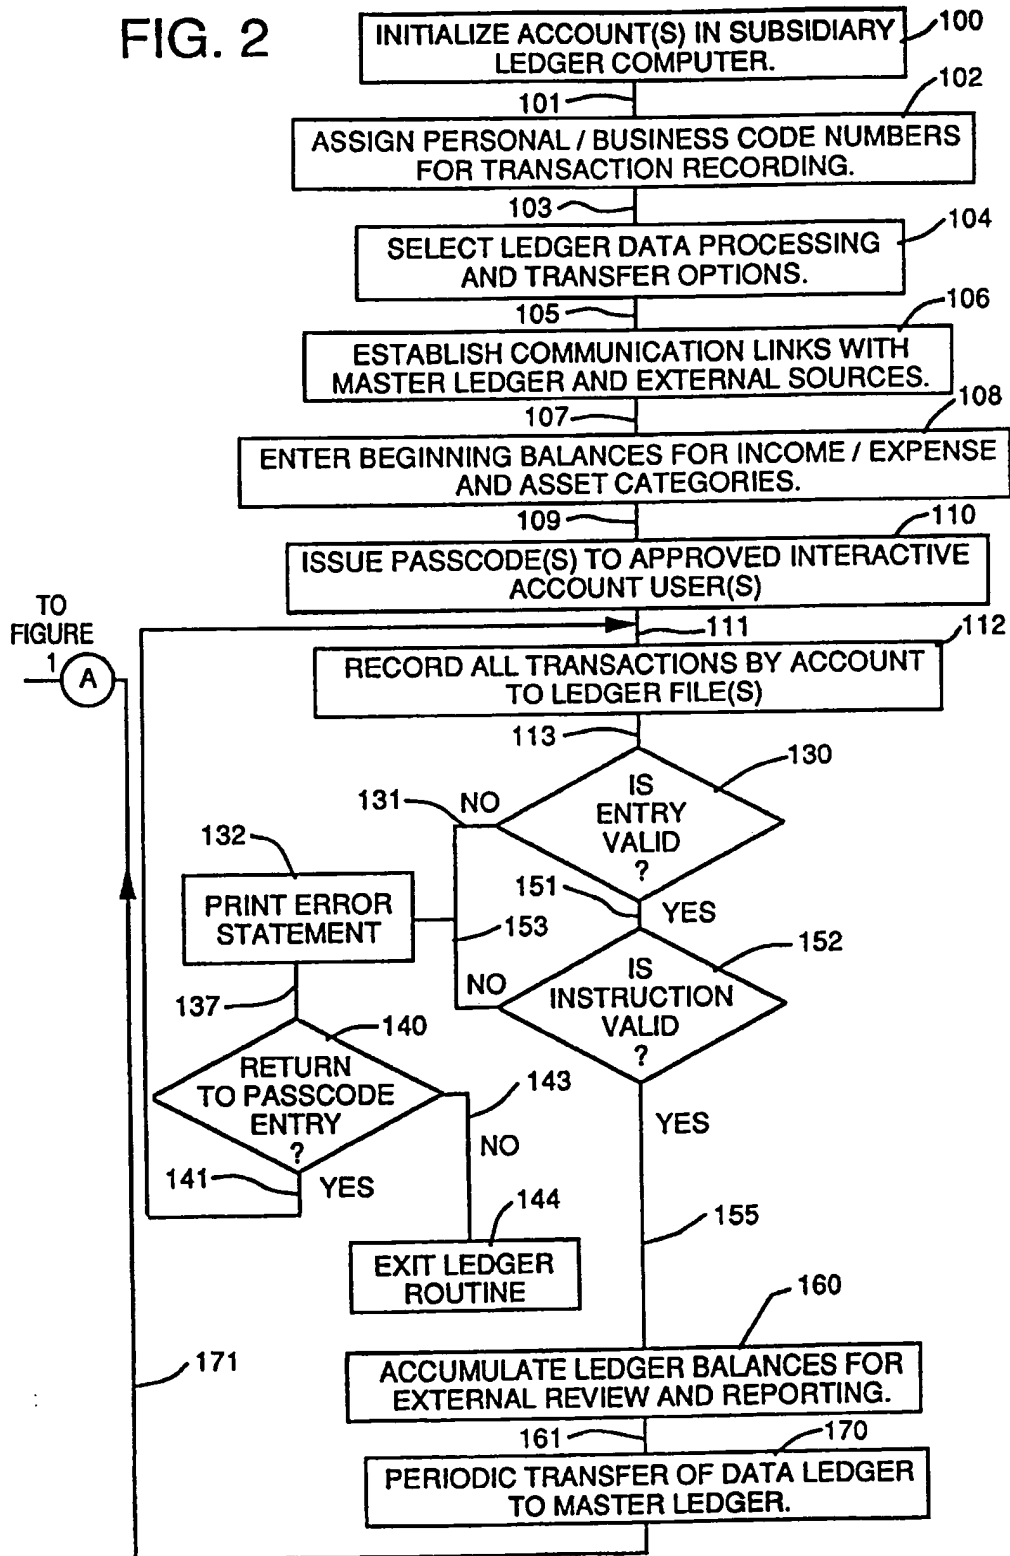 FIG. 2
INITIALIZE ACCOUNT(S) IN SUBSIDIARY
LEDGER COMPUTER.
100
101
102
ASSIGN PERSONAL / BUSINESS CODE NUMBERS
FOR TRANSACTION RECORDING.
103
104
SELECT LEDGER DATA PROCESSING
AND TRANSFER OPTIONS.
105
106
ESTABLISH COMMUNICATION LINKS WITH
MASTER LEDGER AND EXTERNAL SOURCES.
107
108
ENTER BEGINNING BALANCES FOR INCOME / EXPENSE
AND ASSET CATEGORIES.
109
110
ISSUE PASSCODE(S) TO APPROVED INTERACTIVE
ACCOUNT USER(S)
TO
FIGURE
1
A
111
112
RECORD ALL TRANSACTIONS BY ACCOUNT
TO LEDGER FILE(S)
113
130
IS
ENTRY
VALID
?
131
NO
132
PRINT ERROR
STATEMENT
151
YES
153
152
IS
INSTRUCTION
VALID
?
NO
137
140
RETURN
TO PASSCODE
ENTRY
?
143
NO
YES
141
YES
144
EXIT LEDGER
ROUTINE
155
160
ACCUMULATE LEDGER BALANCES FOR
EXTERNAL REVIEW AND REPORTING.
171
161
170
PERIODIC TRANSFER OF DATA LEDGER
TO MASTER LEDGER.